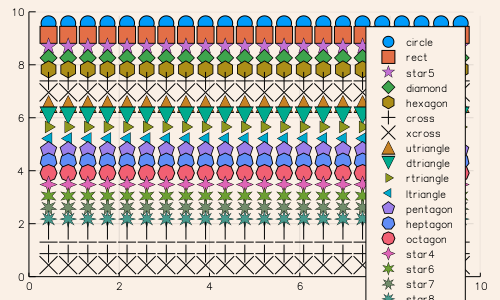 10
8
6
4
2
0
0
2
4
6
8
10
circle
rect
star5
diamond
hexagon
cross
xcross
utriangle
dtriangle
rtriangle
ltriangle
pentagon
heptagon
octagon
star4
star6
star7
star8